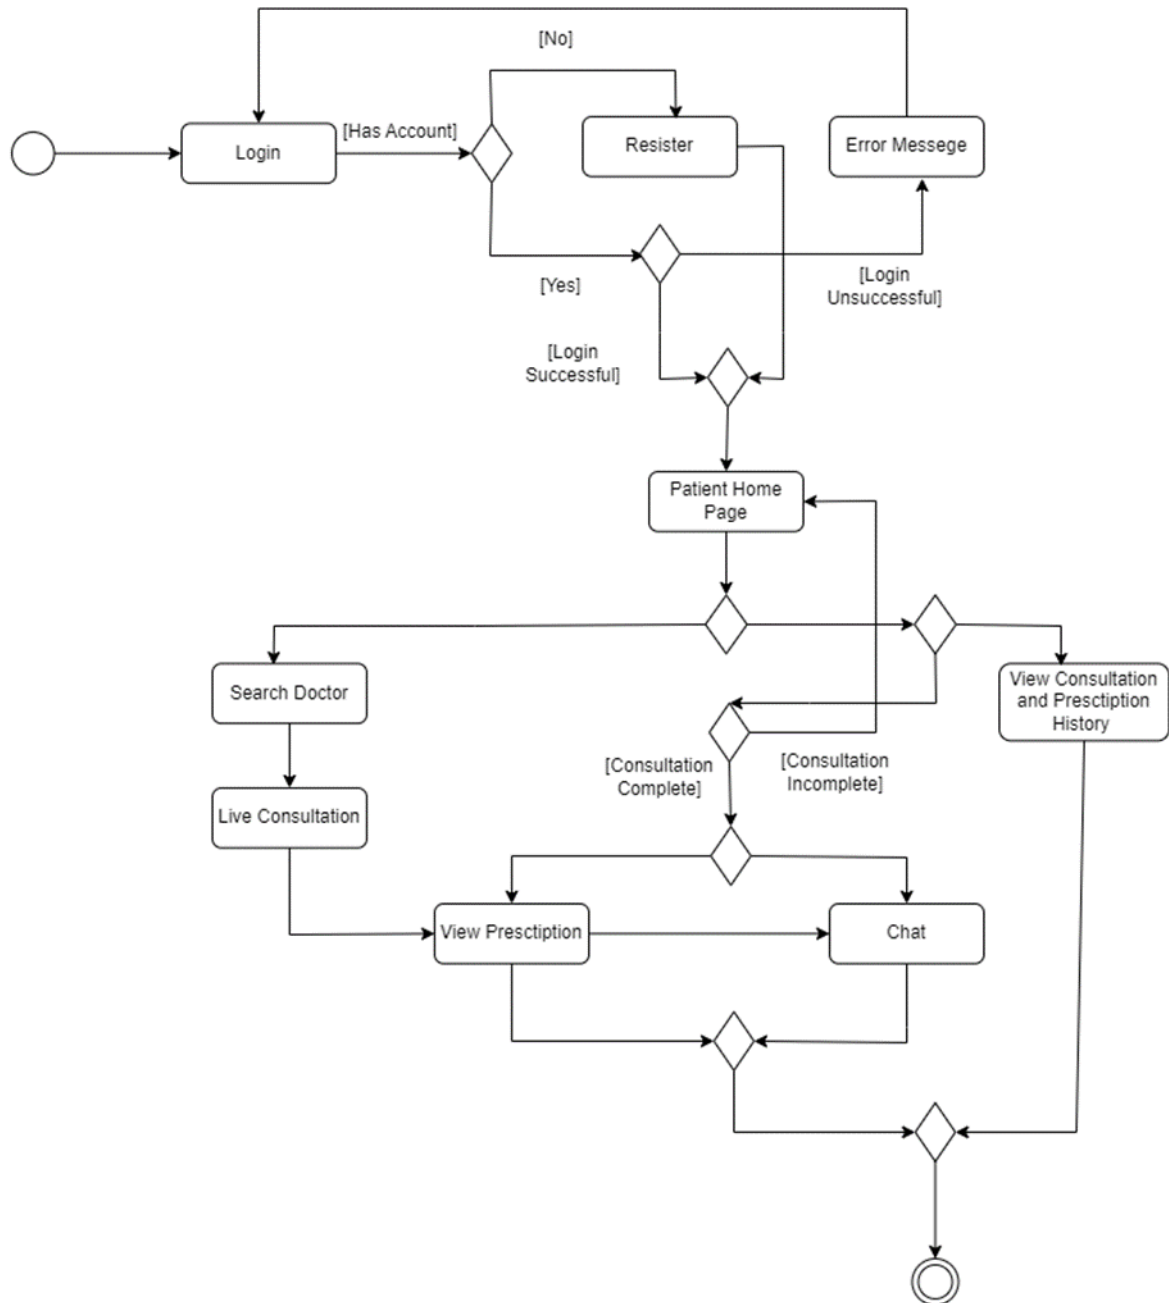 [No]
[Has Account]
Login
Resister
Error Messege
[Yes]
[Login
Unsuccessful]
[Login
Successful]
Patient Home
Page
Search Doctor
View Consultation
and Presctiption
History
[Consultation
Complete]
[Consultation
Incomplete]
Live Consultation
View Presctiption
Chat